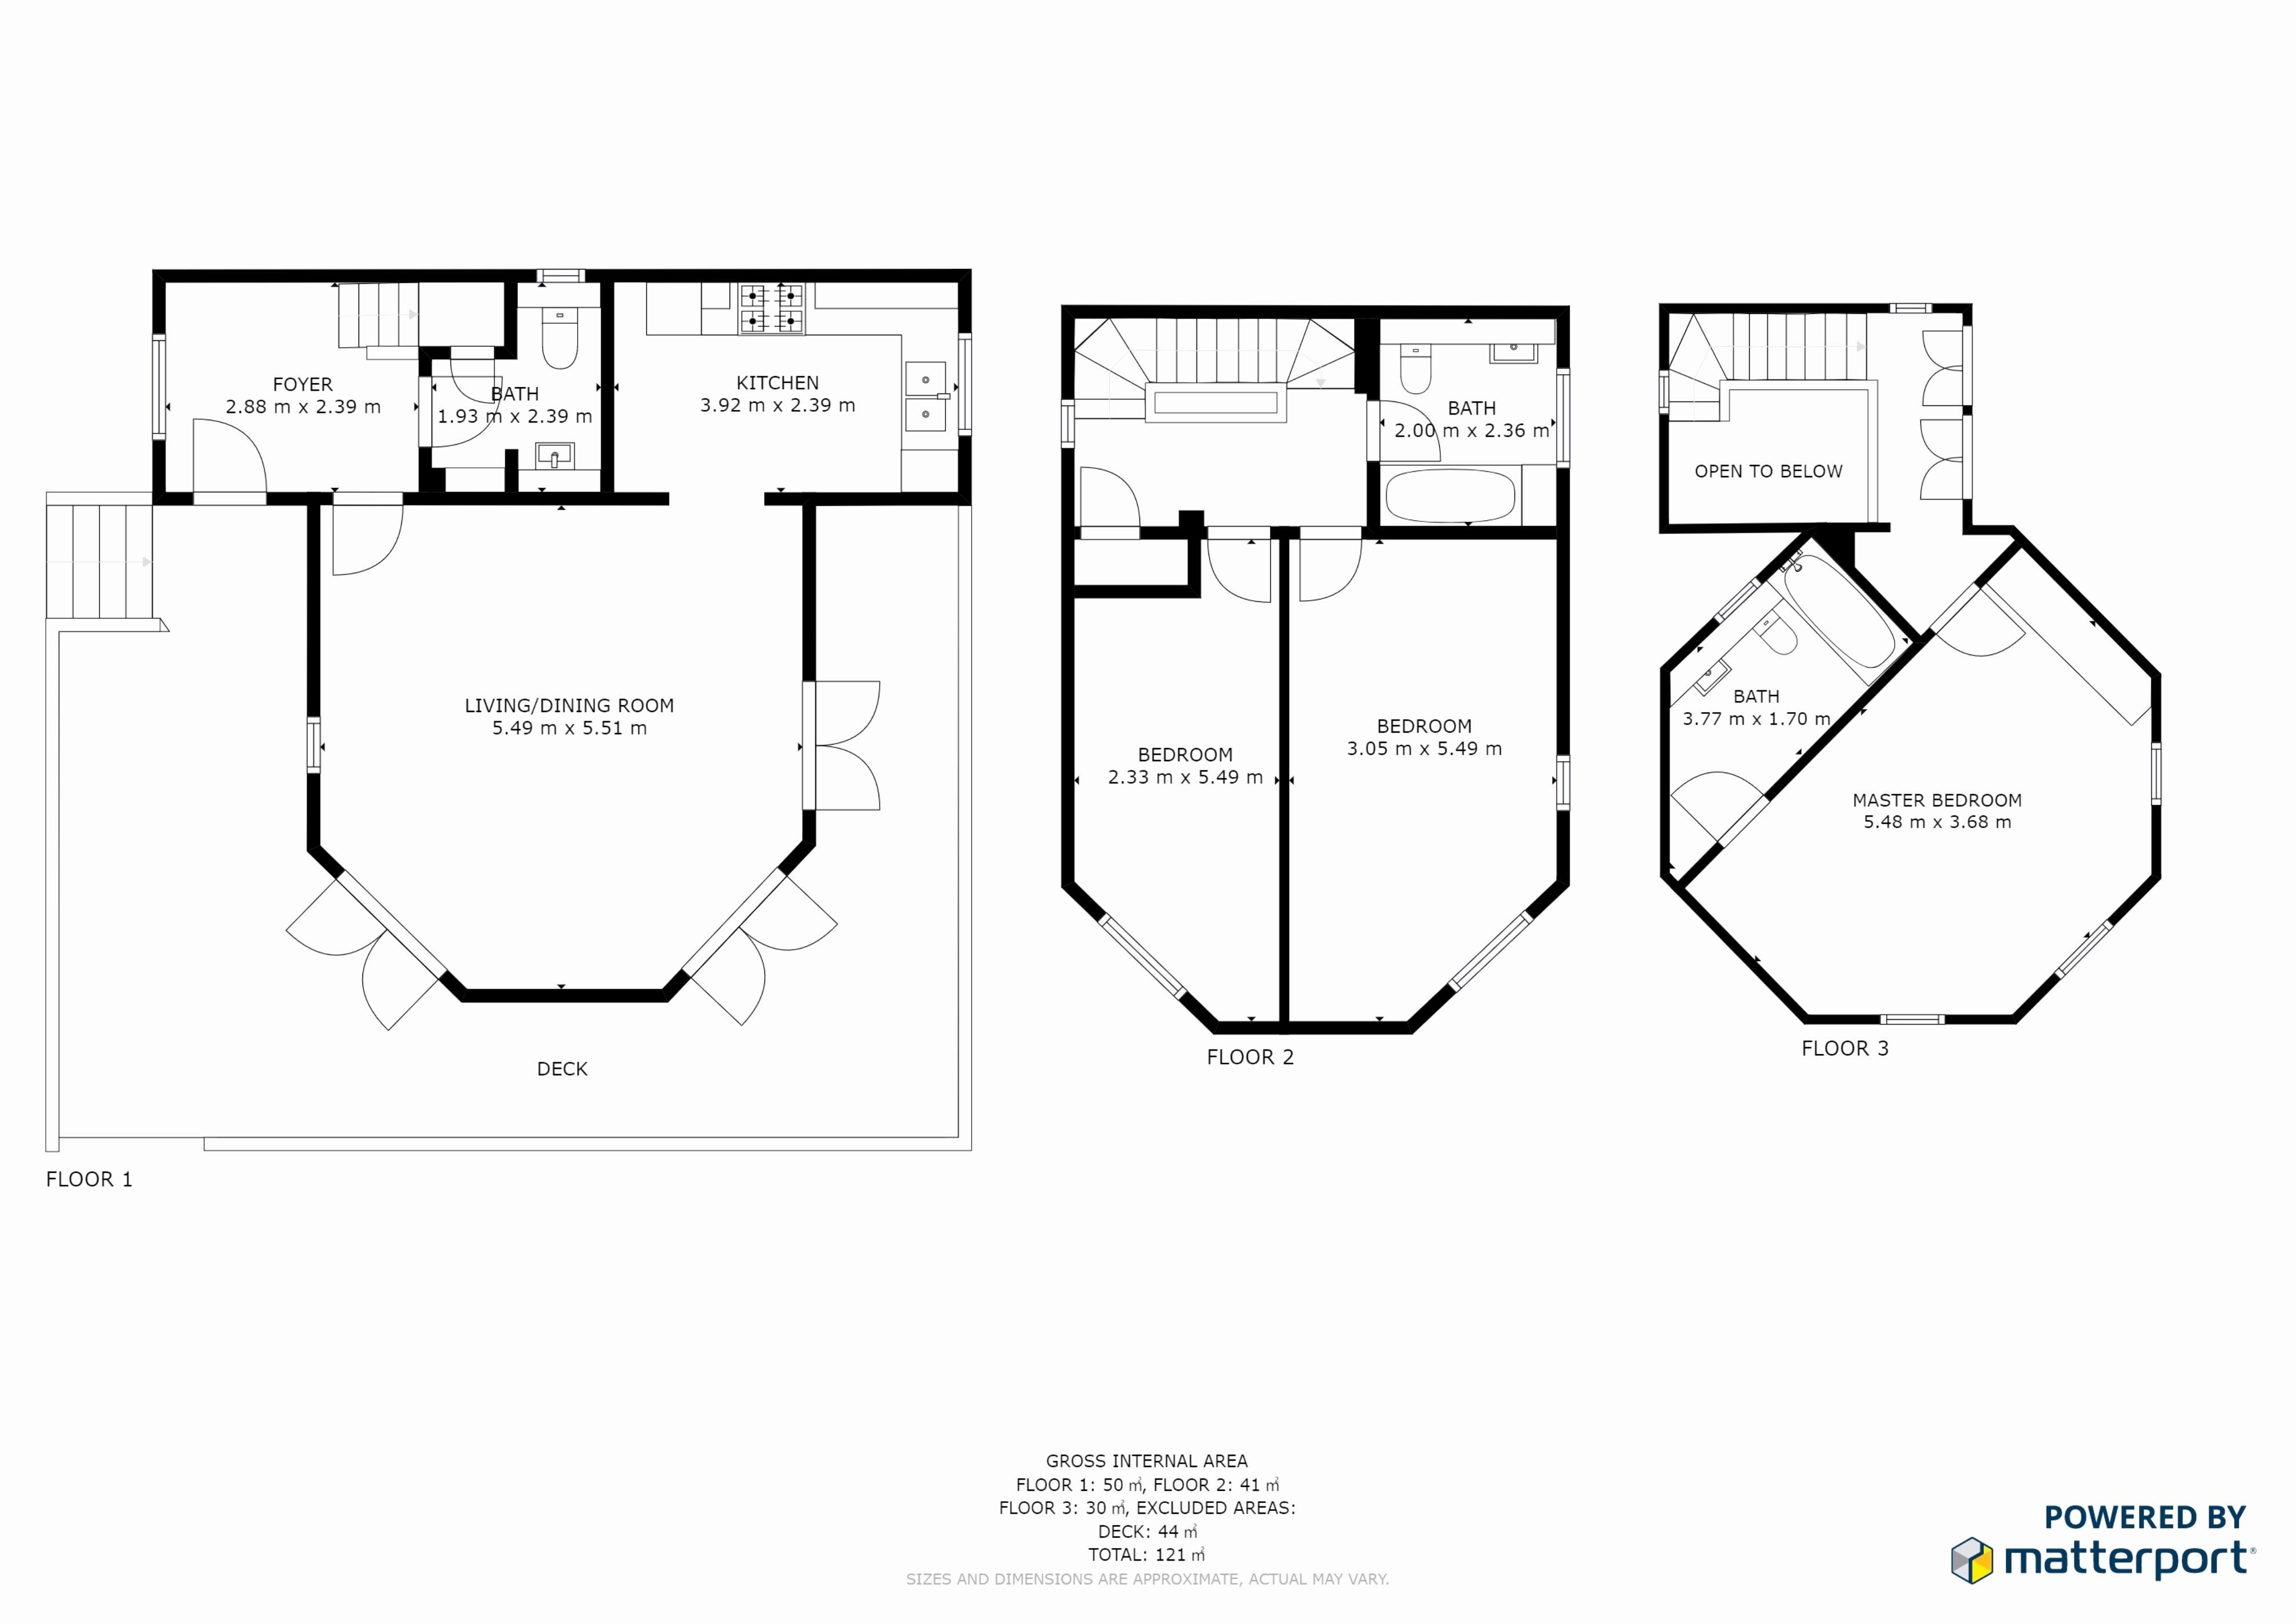 FOYER
2.88 m x 2.39 m
BATH
1.93 m x 2.39 m
KITCHEN
3.92 m x 2.39 m
LIVING/DINING ROOM
5.49 m x 5.51 m
DECK
FLOOR 1
BATH
2.00 m x 2.36 m
BEDROOM
2.33 m x 5.49 m
BEDROOM
3.05 m x 5.49 m
FLOOR 2
OPEN TO BELOW
BATH
3.77 m x 1.70 m
MASTER BEDROOM
5.48 m x 3.68 m
FLOOR 3
GROSS INTERNAL AREA
FLOOR 1: 50 ㎡, FLOOR 2: 41 ㎡
FLOOR 3: 30 ㎡, EXCLUDED AREAS:
DECK: 44 ㎡
TOTAL: 121 ㎡
SIZES AND DIMENSIONS ARE APPROXIMATE, ACTUAL MAY VARY.
POWERED BY
matterport®